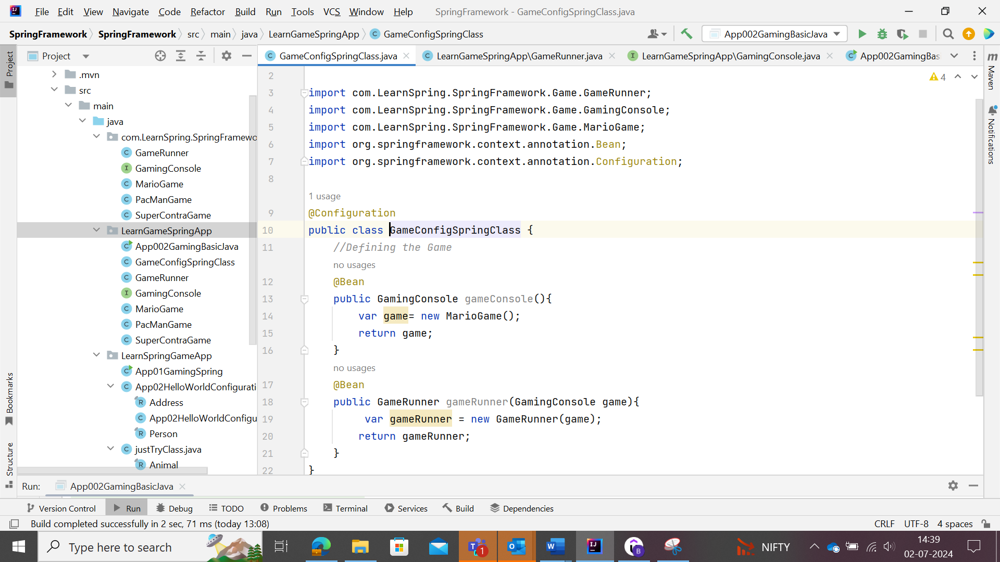 File Edit View Navigate Code Refactor Build Run Tools VCS Window Help SpringFramework - GameConfigSpringClass.java
SpringFramework SpringFramework src main java LearnGameSpringApp GameConfigSpringClass App002GamingBasicJava
Project
GameConfigSpringClass.java LearnGameSpringApp\GameRunner.java LearnGameSpringApp\GamingConsole.java App002GamingBas
Project
.mvn
src
main
java
com.LearnSpring.SpringFramewo
GameRunner
GamingConsole
MarioGame
PacManGame
SuperContraGame
LearnGameSpringApp
App002GamingBasicJava
GameConfigSpringClass
GameRunner
GamingConsole
MarioGame
PacManGame
SuperContraGame
LearnSpringGameApp
App01GamingSpring
App02HelloWorldConfigurati
Address
App02HelloWorldConfigu
Person
justTryClass.java
Animal
Bookmarks
Structure
4
2
3 import com.LearnSpring.SpringFramework.Game.GameRunner;
4 import com.LearnSpring.SpringFramework.Game.GamingConsole;
5 import com.LearnSpring.SpringFramework.Game.MarioGame;
6 import org.springframework.context.annotation.Bean;
7 import org.springframework.context.annotation.Configuration;
8
1 usage
9 @Configuration
10 public class GameConfigSpringClass {
11 //Defining the Game
no usages
12 @Bean
13 public GamingConsole gameConsole(){
14 var game= new MarioGame();
15 return game;
16 }
no usages
17 @Bean
18 public GameRunner gameRunner(GamingConsole game){
19 var gameRunner = new GameRunner(game);
20 return gameRunner;
21 }
22 }
m Maven
Notifications
Run: App002GamingBasicJava
Version Control Run Debug TODO Problems Terminal Services Build Dependencies
Build completed successfully in 2 sec, 71 ms (today 13:08) CRLF UTF-8 4 spaces
Type here to search
1
NIFTY
14:39
02-07-2024